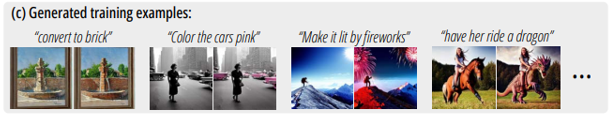 (c) Generated training examples:
“convert to brick” “Color the cars pink” “Make it lit by fireworks” “have her ride a dragon”
...